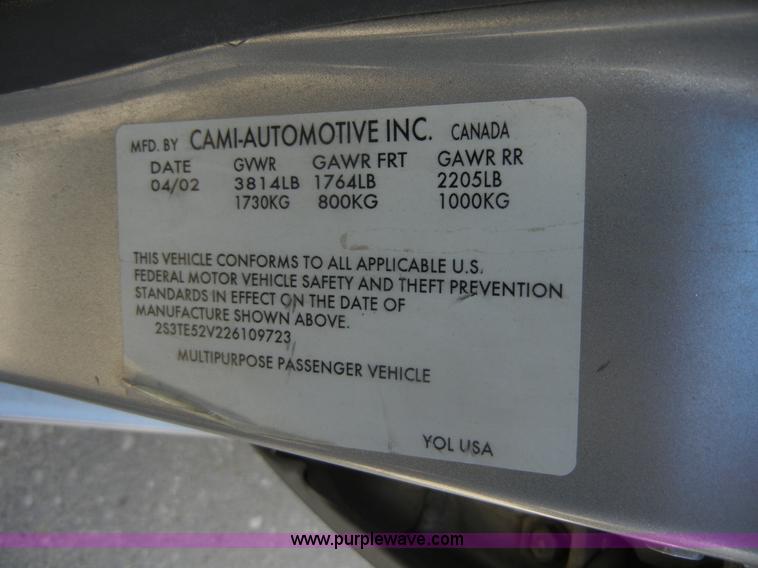 MFD. BY CAMI-AUTOMOTIVE INC. CANADA
DATE GVWR GAWR FRT GAWR RR
04/02 3814LB 1764LB 2205LB
1730KG 800KG 1000KG
THIS VEHICLE CONFORMS TO ALL APPLICABLE U.S.
FEDERAL MOTOR VEHICLE SAFETY AND THEFT PREVENTION
STANDARDS IN EFFECT ON THE DATE OF
MANUFACTURE SHOWN ABOVE.
2S3TE52V226109723
MULTIPURPOSE PASSENGER VEHICLE
YOL USA
www.purplewave.com